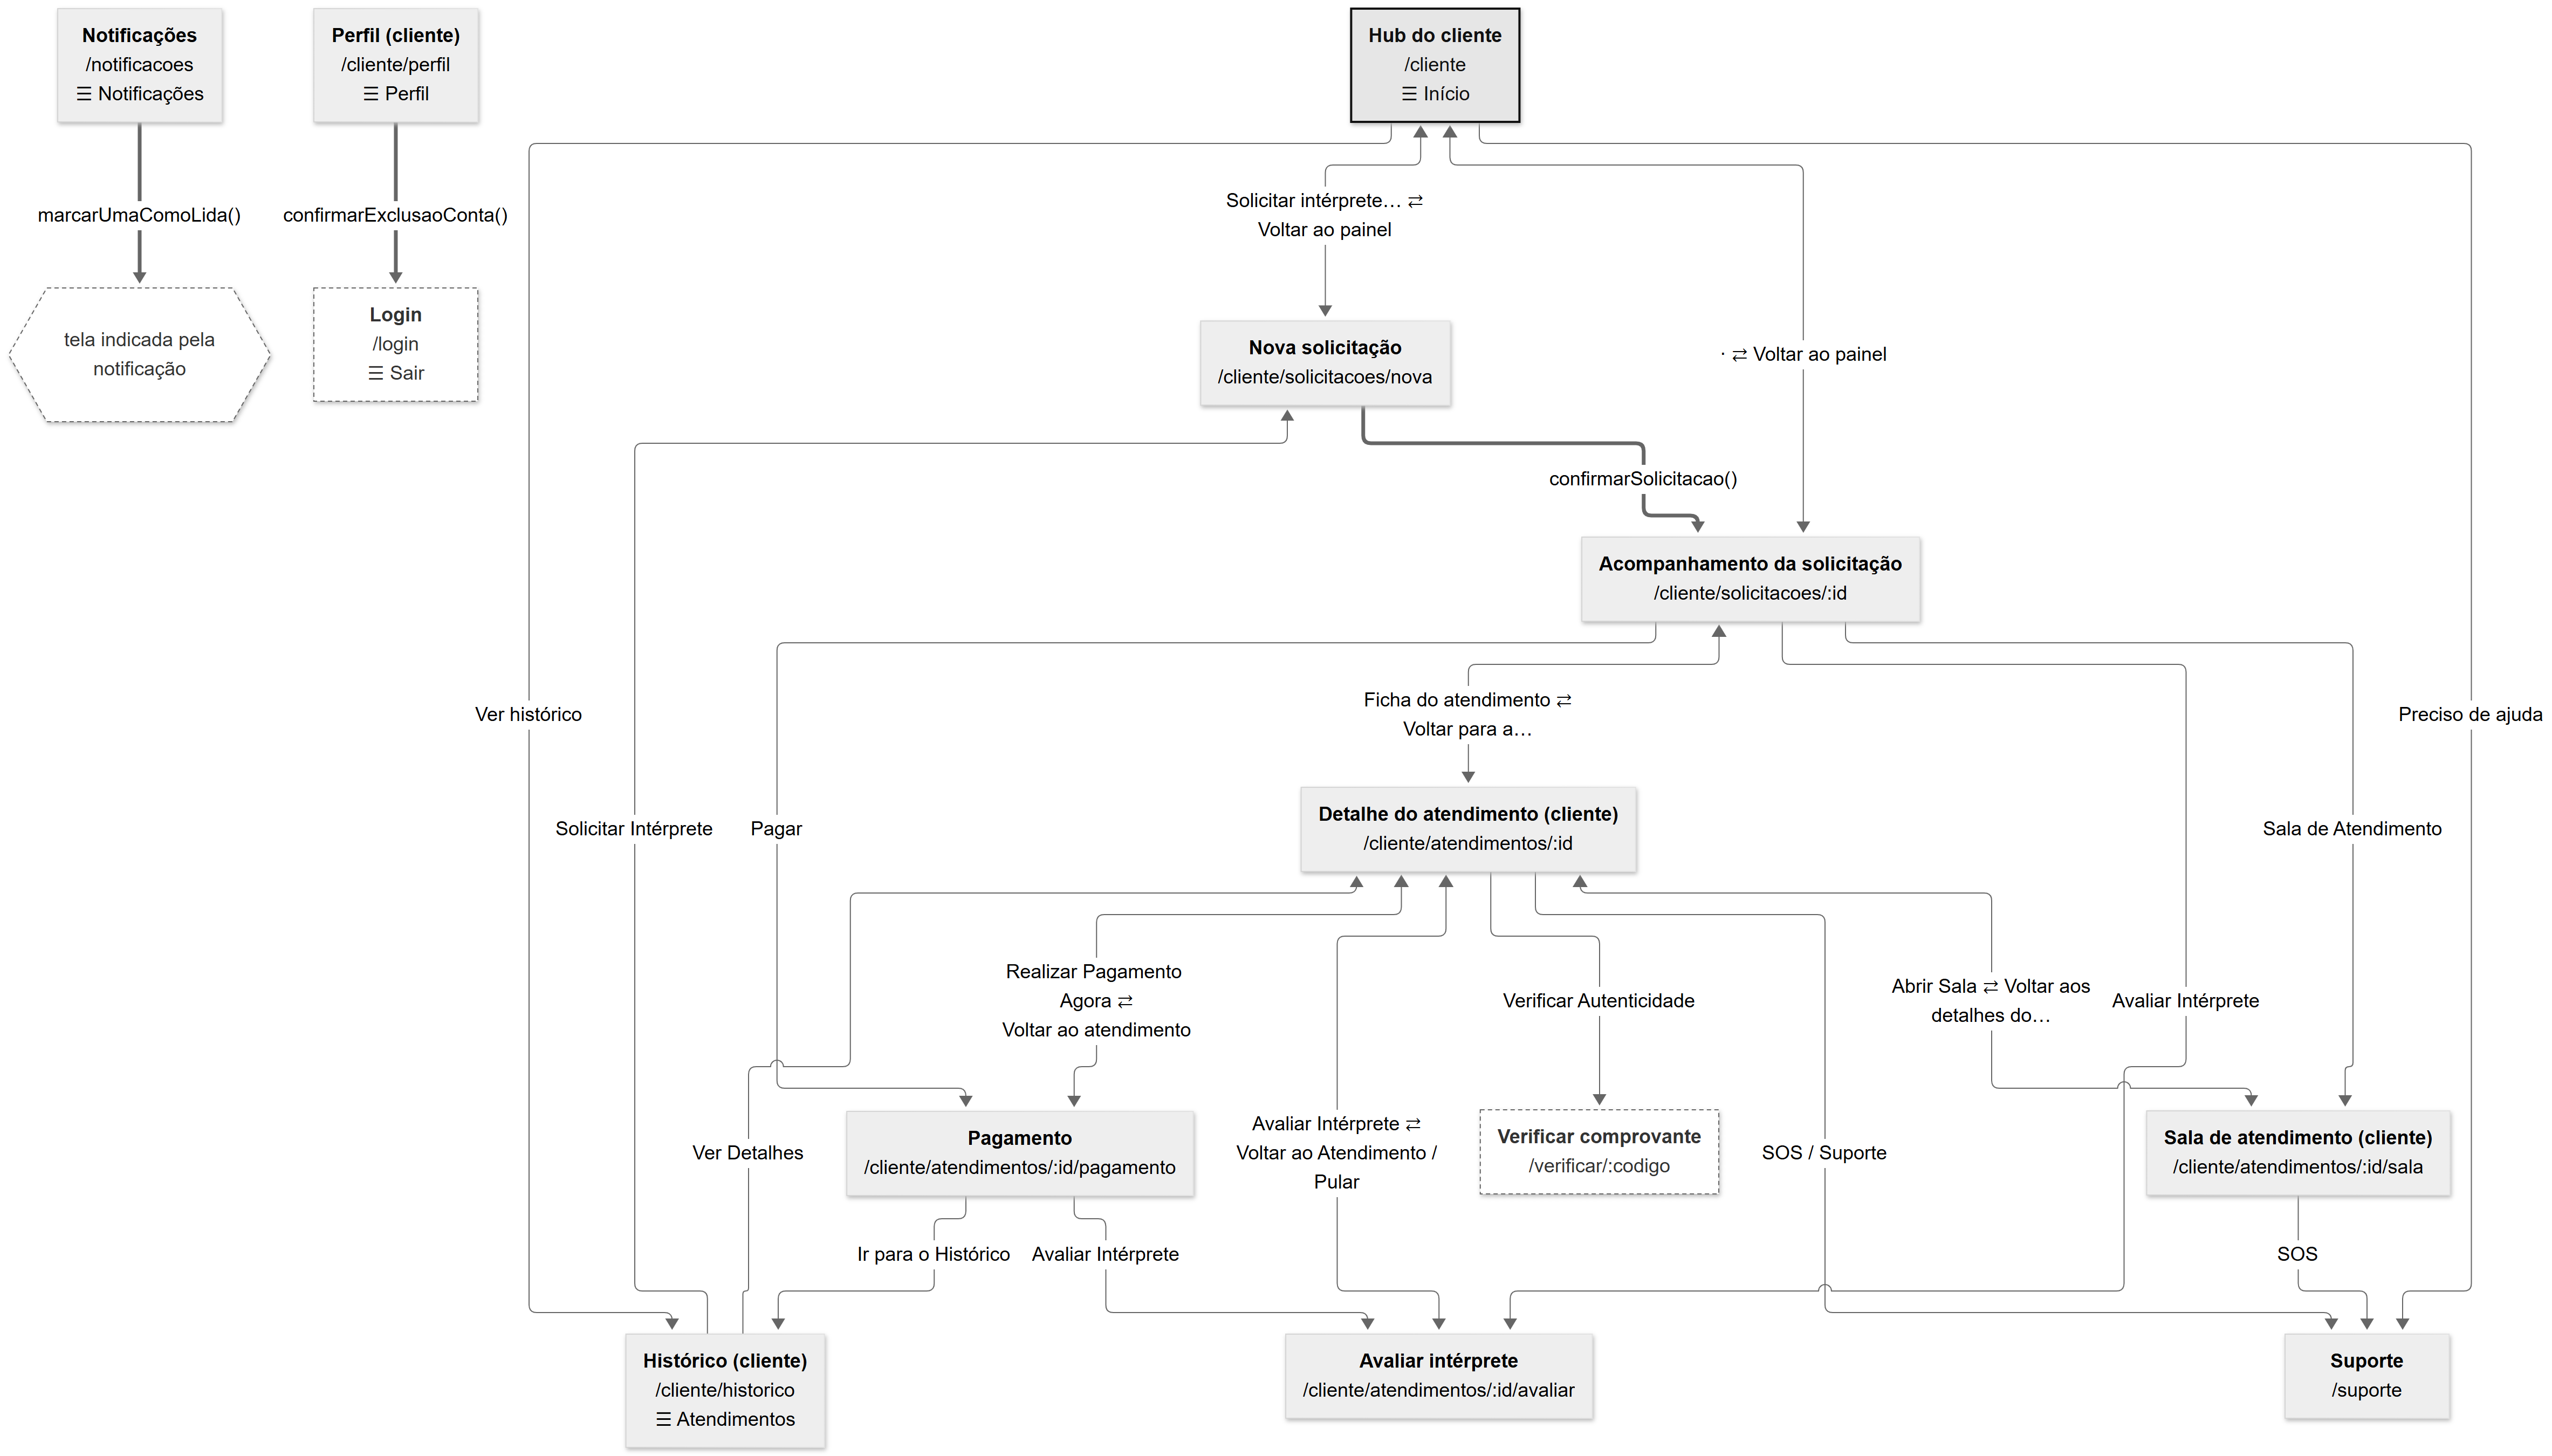 Notificações
/notificacoes
☰ Notificações
Perfil (cliente)
/cliente/perfil
☰ Perfil
Hub do cliente
/cliente
☰ Início
marcarUmaComoLida()
confirmarExclusaoConta()
Solicitar intérprete… ⇄
Voltar ao painel
tela indicada pela
notificação
Login
/login
☰ Sair
Nova solicitação
/cliente/solicitacoes/nova
· ⇄ Voltar ao painel
confirmarSolicitacao()
Acompanhamento da solicitação
/cliente/solicitacoes/:id
Ver histórico
Ficha do atendimento ⇄
Voltar para a…
Preciso de ajuda
Solicitar Intérprete
Pagar
Detalhe do atendimento (cliente)
/cliente/atendimentos/:id
Sala de Atendimento
Realizar Pagamento
Agora ⇄
Voltar ao atendimento
Verificar Autenticidade
Abrir Sala ⇄ Voltar aos
detalhes do…
Avaliar Intérprete
Ver Detalhes
Pagamento
/cliente/atendimentos/:id/pagamento
Avaliar Intérprete ⇄
Voltar ao Atendimento /
Pular
Verificar comprovante
/verificar/:codigo
SOS / Suporte
Sala de atendimento (cliente)
/cliente/atendimentos/:id/sala
Ir para o Histórico
Avaliar Intérprete
SOS
Histórico (cliente)
/cliente/historico
☰ Atendimentos
Avaliar intérprete
/cliente/atendimentos/:id/avaliar
Suporte
/suporte